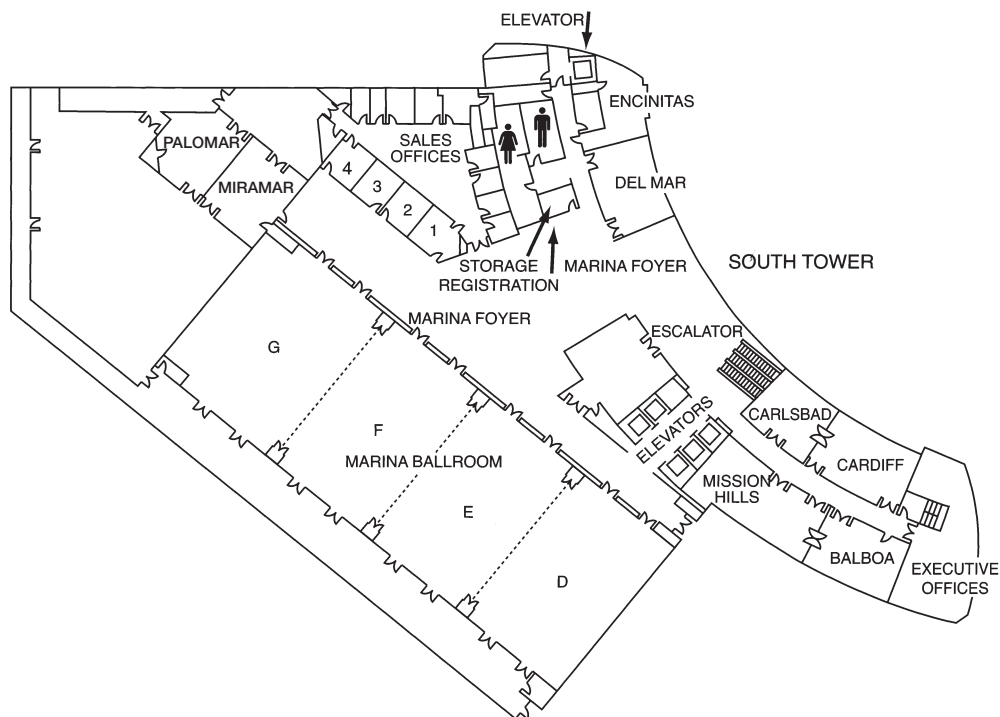 ELEVATOR
ENCINITAS
PALOMAR
SALES
OFFICES
MIRAMAR
4
3
2
1
DEL MAR
STORAGE
REGISTRATION
MARINA FOYER
SOUTH TOWER
MARINA FOYER
ESCALATOR
G
F
MARINA BALLROOM
E
D
ELEVATORS
CARLSBAD
CARDIFF
MISSION
HILLS
BALBOA
EXECUTIVE
OFFICES